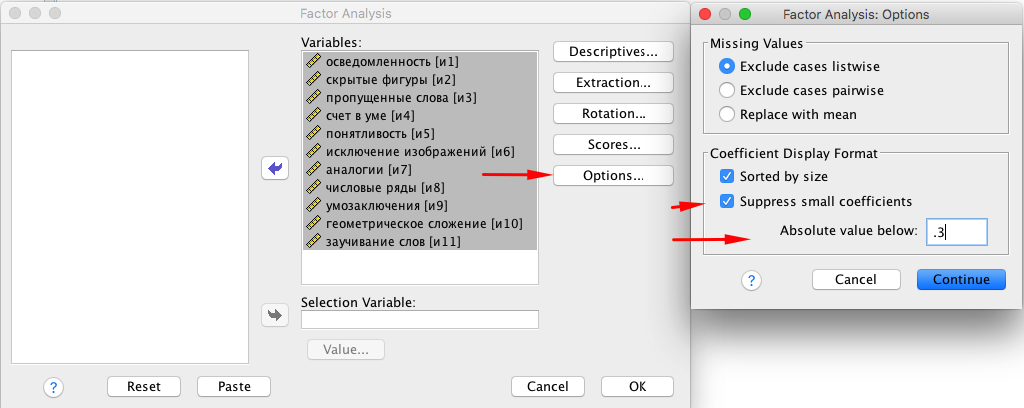 Factor Analysis
Variables:
осведомленность [и1]
скрытые фигуры [и2]
пропущенные слова [и3]
счет в уме [и4]
понятливость [и5]
исключение изображений [и6]
аналогии [и7]
числовые ряды [и8]
умозаключения [и9]
геометрическое сложение [и10]
заучивание слов [и11]
Selection Variable:
Value...
Descriptives...
Extraction...
Rotation...
Scores...
Options...
?
Reset
Paste
Cancel
OK
Factor Analysis: Options
Missing Values
Exclude cases listwise
Exclude cases pairwise
Replace with mean
Coefficient Display Format
Sorted by size
Suppress small coefficients
Absolute value below: .3
?
Cancel
Continue